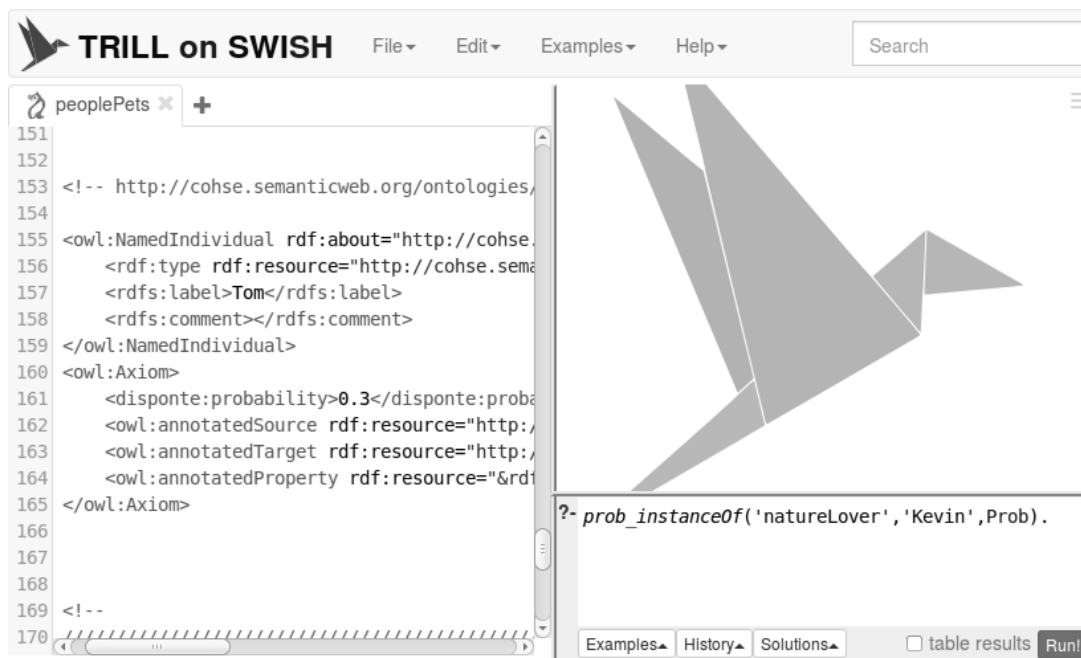 TRILL on SWISH File Edit Examples Help Search
peoplePets
151
152
153 <!-- http://cohse.semanticweb.org/ontologies/
154
155 <owl:NamedIndividual rdf:about="http://cohse.
156 <rdf:type rdf:resource="http://cohse.sema
157 <rdfs:label>Tom</rdfs:label>
158 <rdfs:comment></rdfs:comment>
159 </owl:NamedIndividual>
160 <owl:Axiom>
161 <disponte:probability>0.3</disponte:proba
162 <owl:annotatedSource rdf:resource="http:/
163 <owl:annotatedTarget rdf:resource="http:/
164 <owl:annotatedProperty rdf:resource="&rdf
165 </owl:Axiom>
166
167
168
169 <!--
170 ////////////////////////////////////////////
?- prob_instanceOf('natureLover','Kevin',Prob).
Examples History Solutions table results Run!